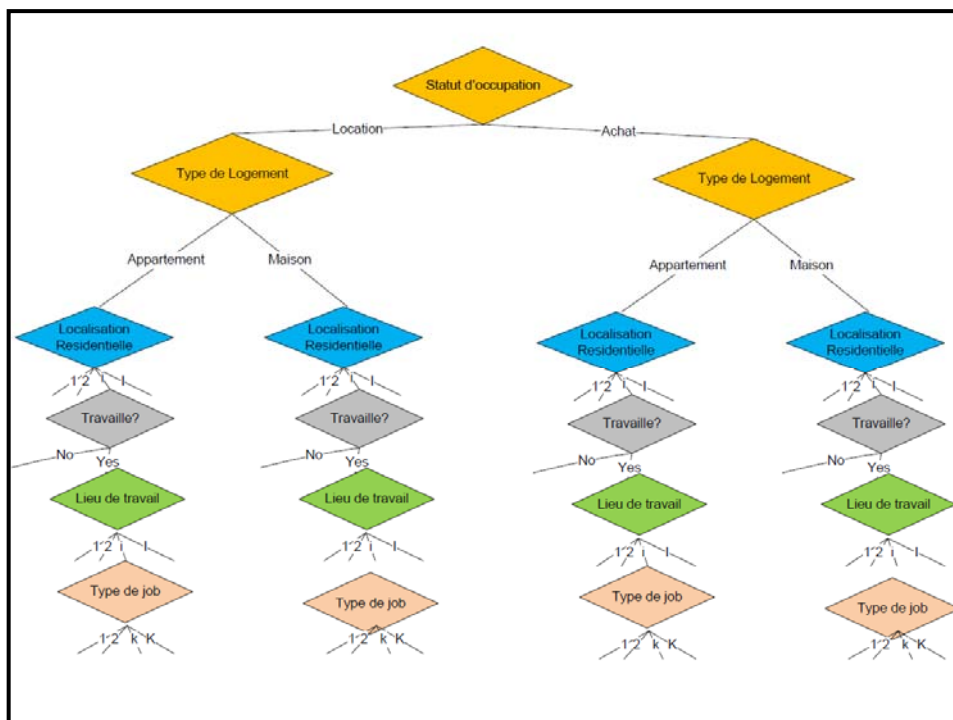 Statut d'occupation
Location
Achat
Type de Logement
Type de Logement
Appartement
Maison
Appartement
Maison
Localisation
Residentielle
Localisation
Residentielle
Localisation
Residentielle
Localisation
Residentielle
1 2 i I
1 2 i I
1 2 i I
1 2 i I
Travaille?
Travaille?
Travaille?
Travaille?
No
Yes
No
Yes
No
Yes
No
Yes
Lieu de travail
Lieu de travail
Lieu de travail
Lieu de travail
1 2 i I
1 2 i I
1 2 i I
1 2 i I
Type de job
Type de job
Type de job
Type de job
1 2 k K
1 2 k K
1 2 k K
1 2 k K